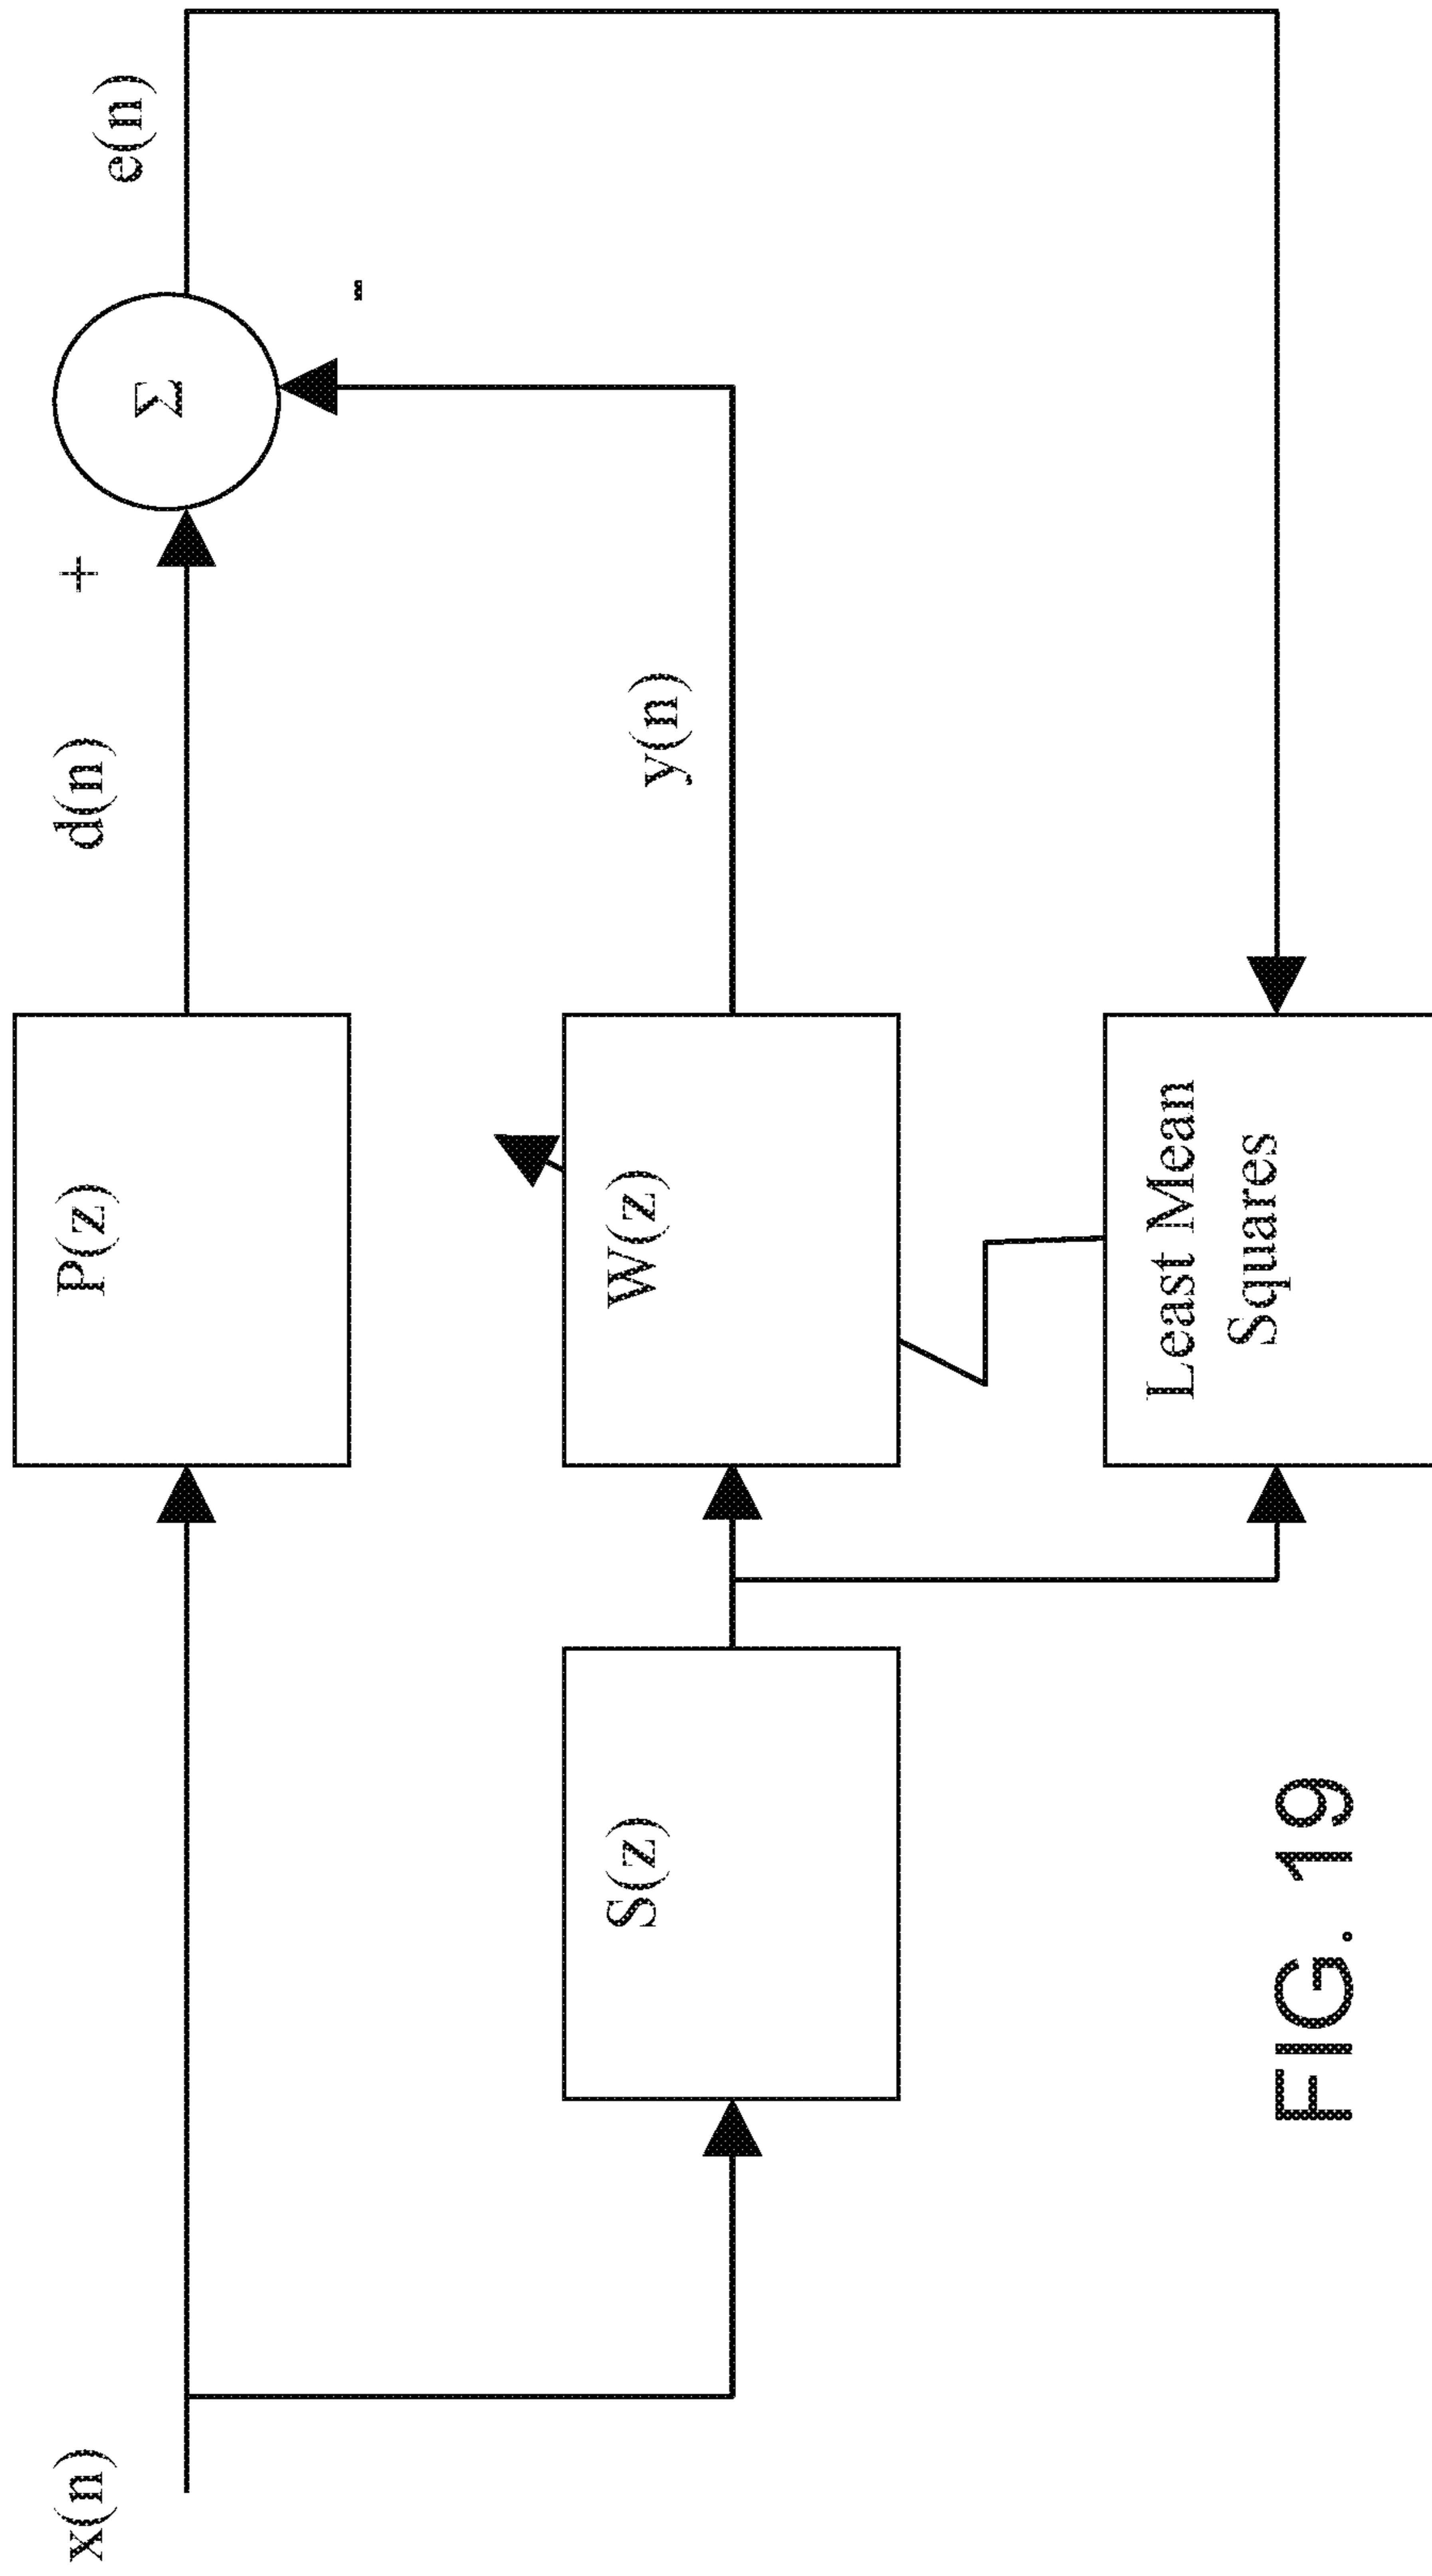 x(n)
P(z)
d(n)
+
Σ
e(n)
-
S(z)
W(z)
y(n)
Least Mean
Squares
FIG. 19